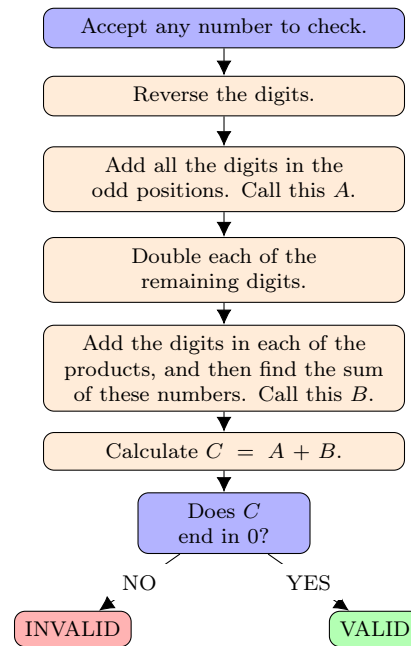 Accept any number to check.
Reverse the digits.
Add all the digits in the
odd positions. Call this A.
Double each of the
remaining digits.
Add the digits in each of the
products, and then find the sum
of these numbers. Call this B.
Calculate C = A + B.
Does C
end in 0?
NO
YES
INVALID
VALID